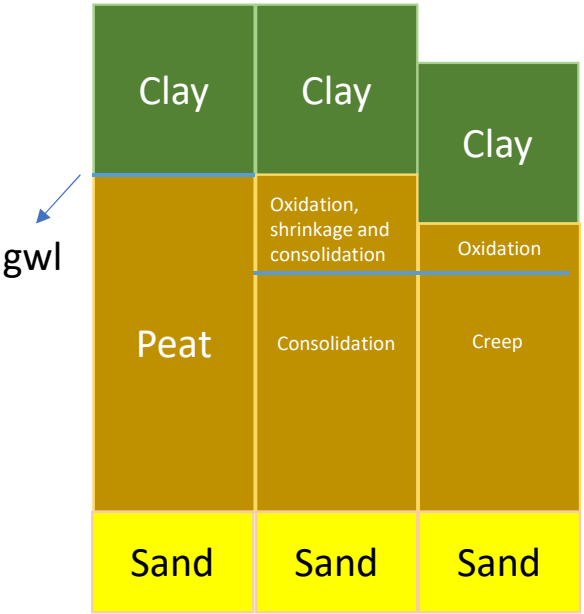 Clay
Clay
Clay
gwl
Oxidation,
shrinkage and
consolidation
Oxidation
Peat
Consolidation
Creep
Sand
Sand
Sand